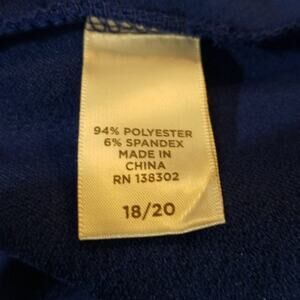 94% POLYESTER
6% SPANDEX
MADE IN
CHINA
RN 138302
18/20